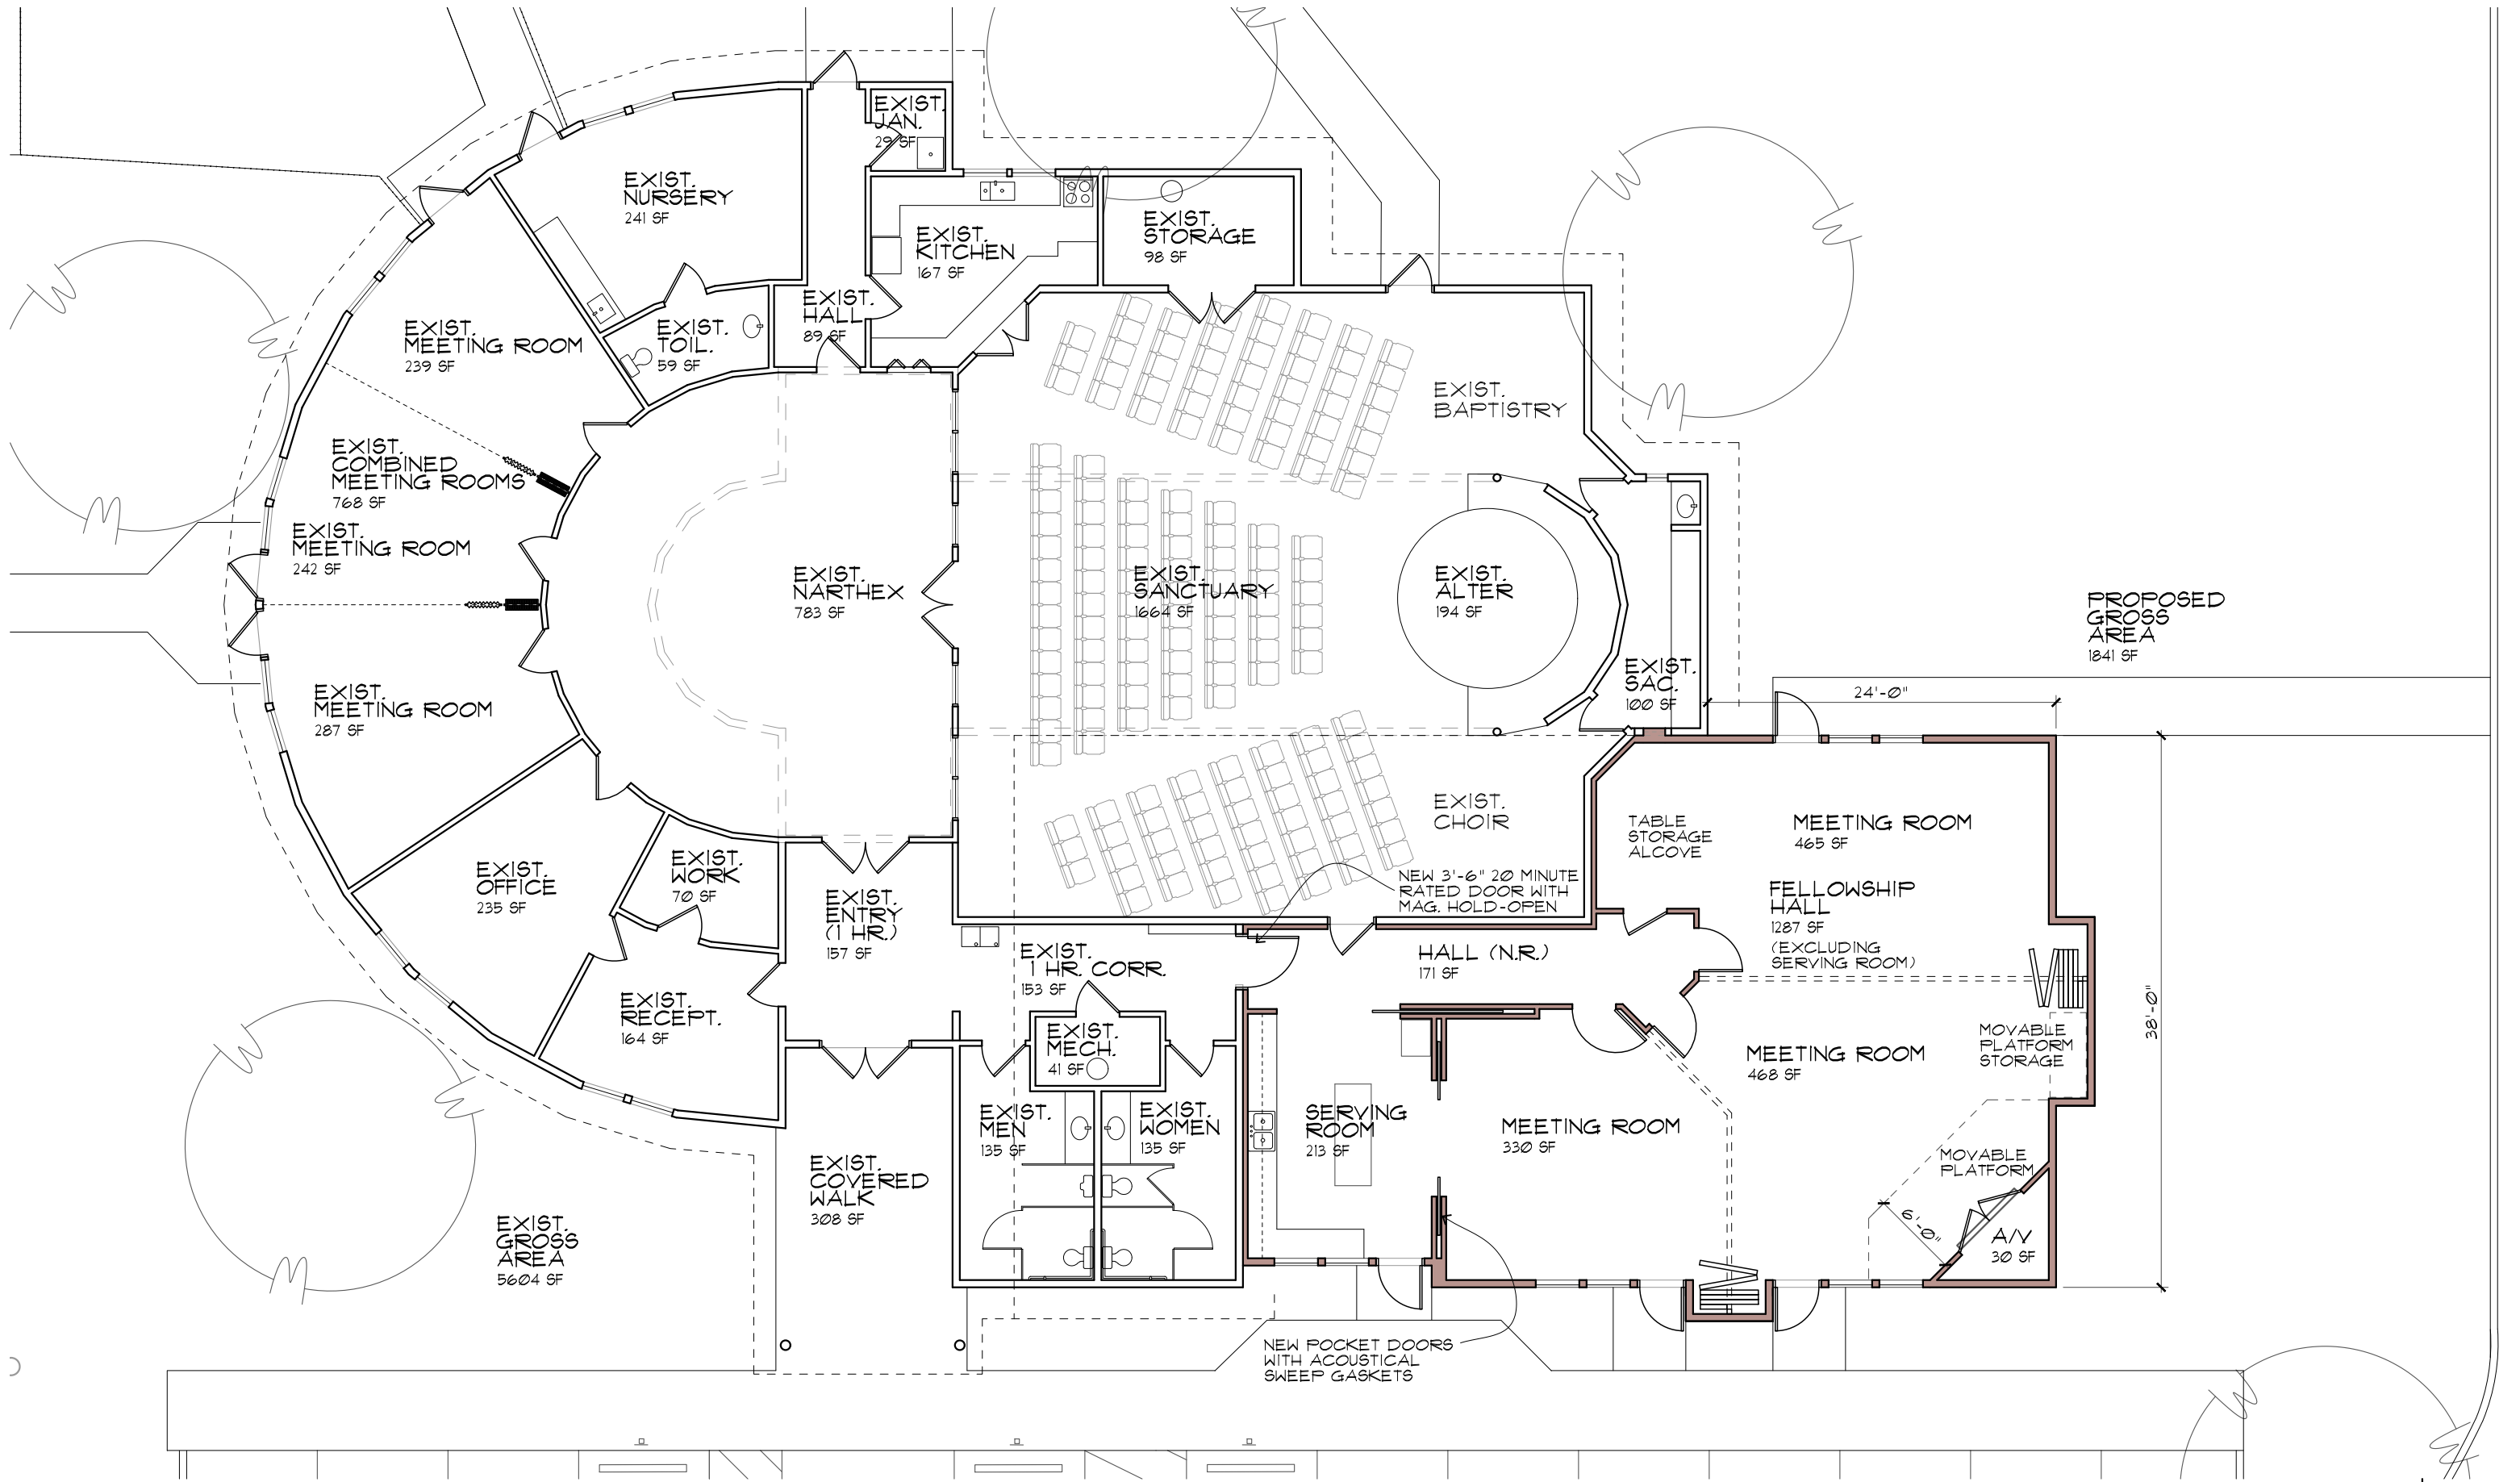 EXIST.
JAN.
29 SF
EXIST.
NURSERY
241 SF
EXIST.
STORAGE
98 SF
EXIST.
KITCHEN
167 SF
EXIST.
HALL
89 SF
EXIST.
MEETING ROOM
239 SF
EXIST.
TOIL.
59 SF
EXIST.
BAPTISTRY
EXIST.
COMBINED
MEETING ROOMS
768 SF
EXIST.
MEETING ROOM
242 SF
EXIST.
NARTHEX
783 SF
EXIST.
SANCTUARY
1664 SF
EXIST.
ALTER
194 SF
PROPOSED
GROSS
AREA
1841 SF
EXIST.
SAC.
100 SF
24'-0"
EXIST.
MEETING ROOM
287 SF
EXIST.
CHOIR
TABLE
STORAGE
ALCOVE
MEETING ROOM
465 SF
EXIST.
OFFICE
235 SF
EXIST.
WORK
70 SF
NEW 3'-6" 20 MINUTE
RATED DOOR WITH
MAG. HOLD-OPEN
FELLOWSHIP
HALL
1287 SF
(EXCLUDING
SERVING ROOM)
EXIST.
ENTRY
(1 HR.)
157 SF
EXIST.
1 HR. CORR.
153 SF
HALL (N.R.)
171 SF
38'-0"
EXIST.
RECEPT.
164 SF
EXIST.
MECH.
41 SF
MEETING ROOM
468 SF
MOVABLE
PLATFORM
STORAGE
EXIST.
MEN
135 SF
EXIST.
WOMEN
135 SF
SERVING
ROOM
213 SF
MEETING ROOM
330 SF
MOVABLE
PLATFORM
EXIST.
COVERED
WALK
308 SF
6'-0"
A/V
30 SF
EXIST.
GROSS
AREA
5604 SF
NEW POCKET DOORS
WITH ACOUSTICAL
SWEEP GASKETS